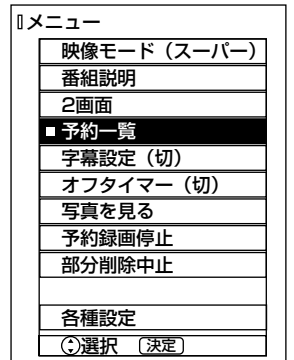 メニュー
映像モード（スーパー）
番組説明
2画面
予約一覧
字幕設定（切）
オフタイマー（切）
写真を見る
予約録画停止
部分削除中止
各種設定
選択 決定